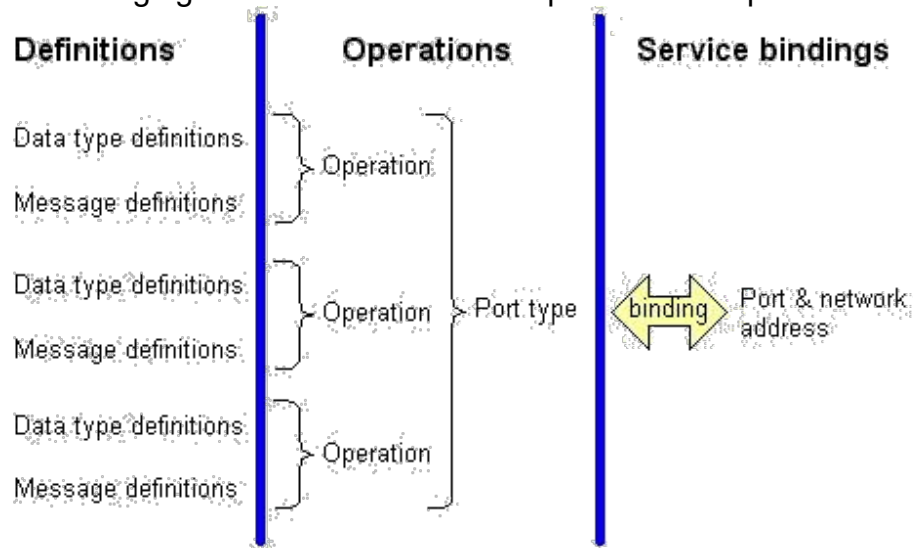 Definitions Operations Service bindings
Data type definitions
Operation
Message definitions
Data type definitions
Operation
Message definitions
Port type
binding
Port & network
address
Data type definitions
Operation
Message definitions